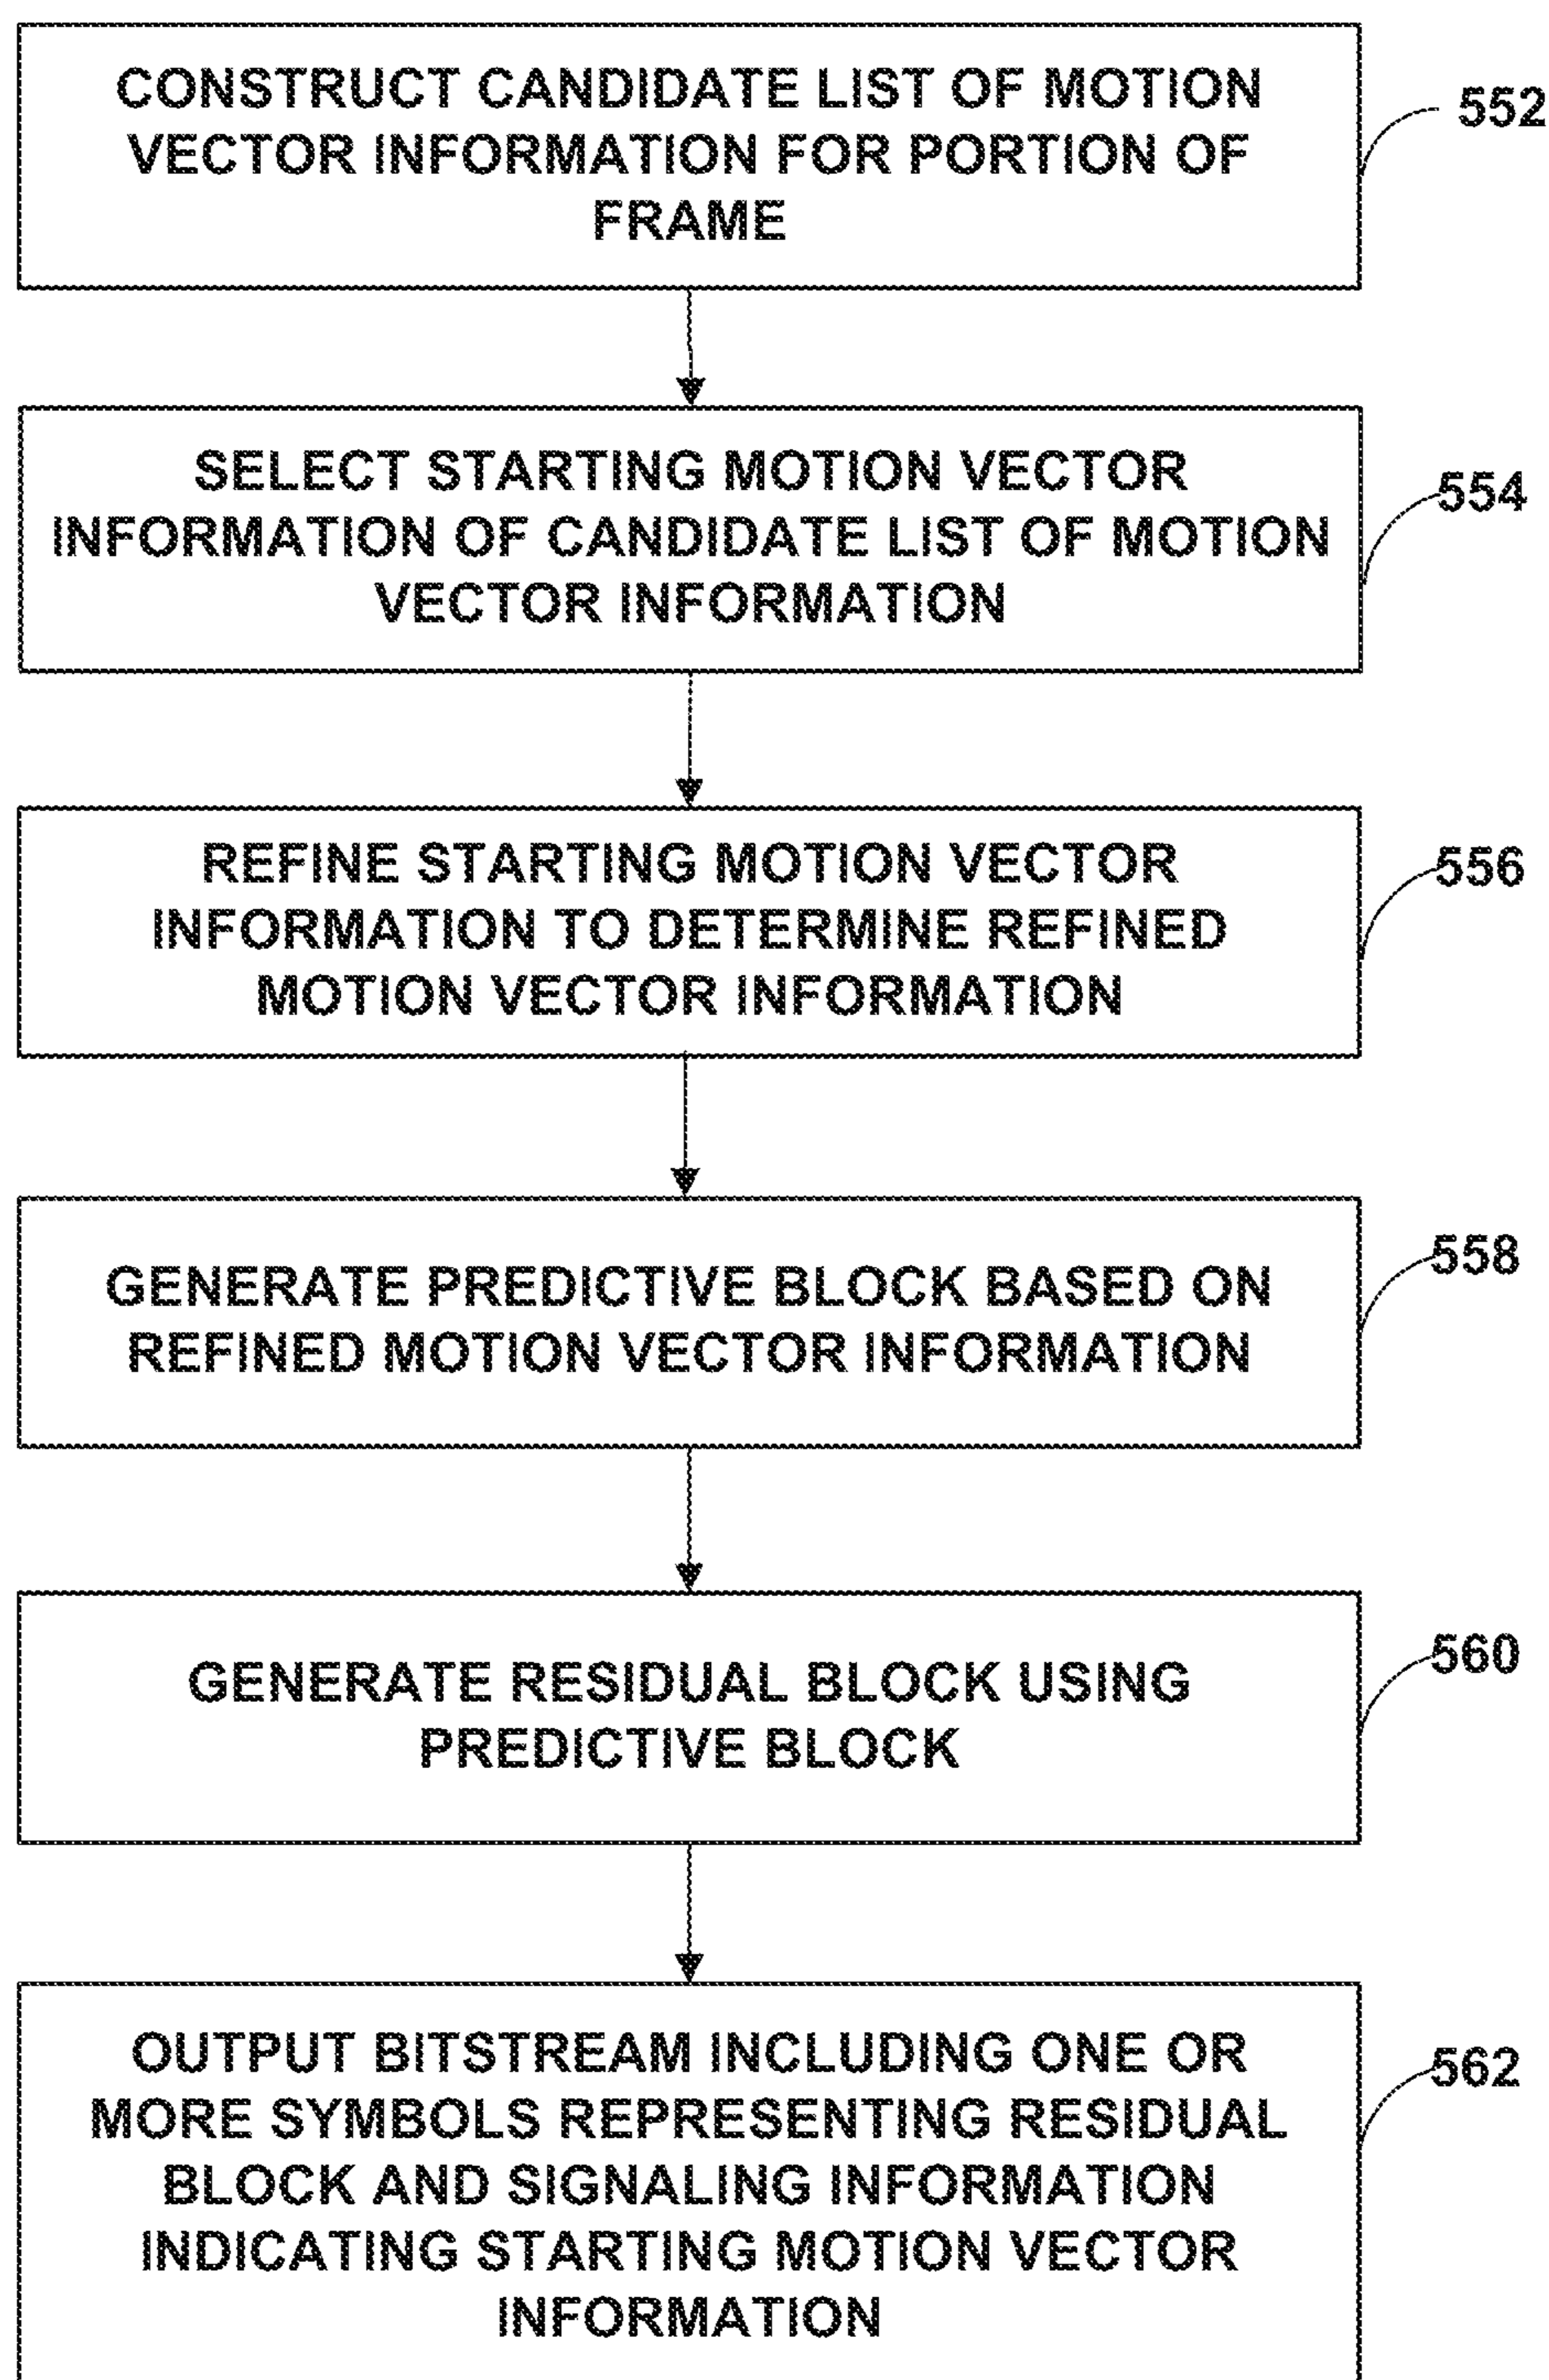 CONSTRUCT CANDIDATE LIST OF MOTION
VECTOR INFORMATION FOR PORTION OF
FRAME
552
SELECT STARTING MOTION VECTOR
INFORMATION OF CANDIDATE LIST OF MOTION
VECTOR INFORMATION
554
REFINE STARTING MOTION VECTOR
INFORMATION TO DETERMINE REFINED
MOTION VECTOR INFORMATION
556
GENERATE PREDICTIVE BLOCK BASED ON
REFINED MOTION VECTOR INFORMATION
558
GENERATE RESIDUAL BLOCK USING
PREDICTIVE BLOCK
560
OUTPUT BITSTREAM INCLUDING ONE OR
MORE SYMBOLS REPRESENTING RESIDUAL
BLOCK AND SIGNALING INFORMATION
INDICATING STARTING MOTION VECTOR
INFORMATION
562